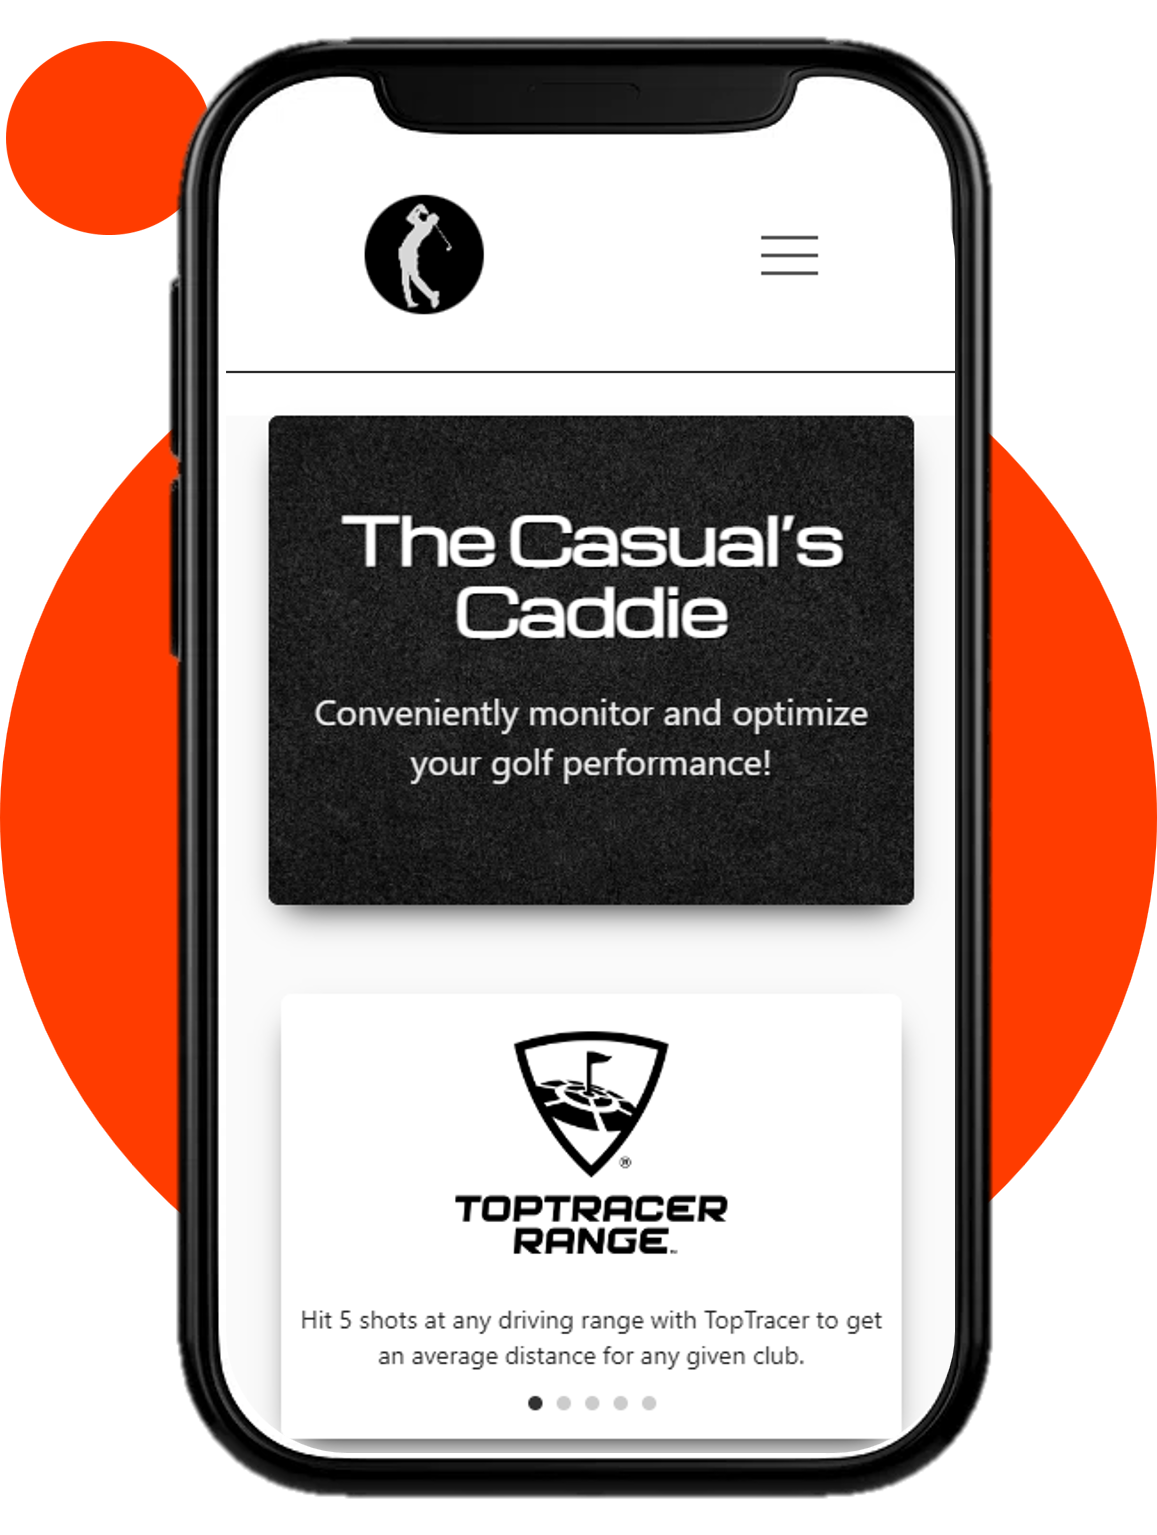 The Casual's
Caddie
Conveniently monitor and optimize
your golf performance!
®
TOPTRACER
RANGE™
Hit 5 shots at any driving range with TopTracer to get
an average distance for any given club.